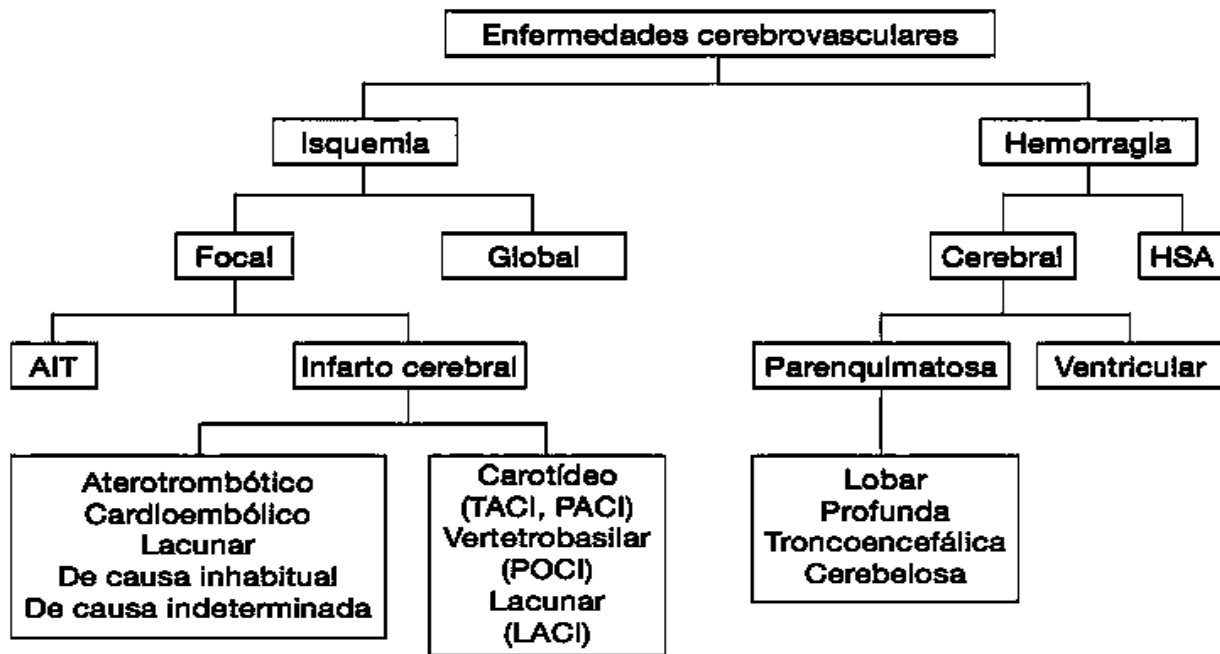 Enfermedades cerebrovasculares
Isquemia
Hemorragia
Focal
Global
Cerebral
HSA
AIT
Infarto cerebral
Parenquimatosa
Ventricular
Aterotrombótico
Cardioembólico
Lacunar
De causa inhabitual
De causa indeterminada
Carotídeo
(TACI, PACI)
Vertetrobasilar
(POCI)
Lacunar
(LACI)
Lobar
Profunda
Troncoencefálica
Cerebelosa